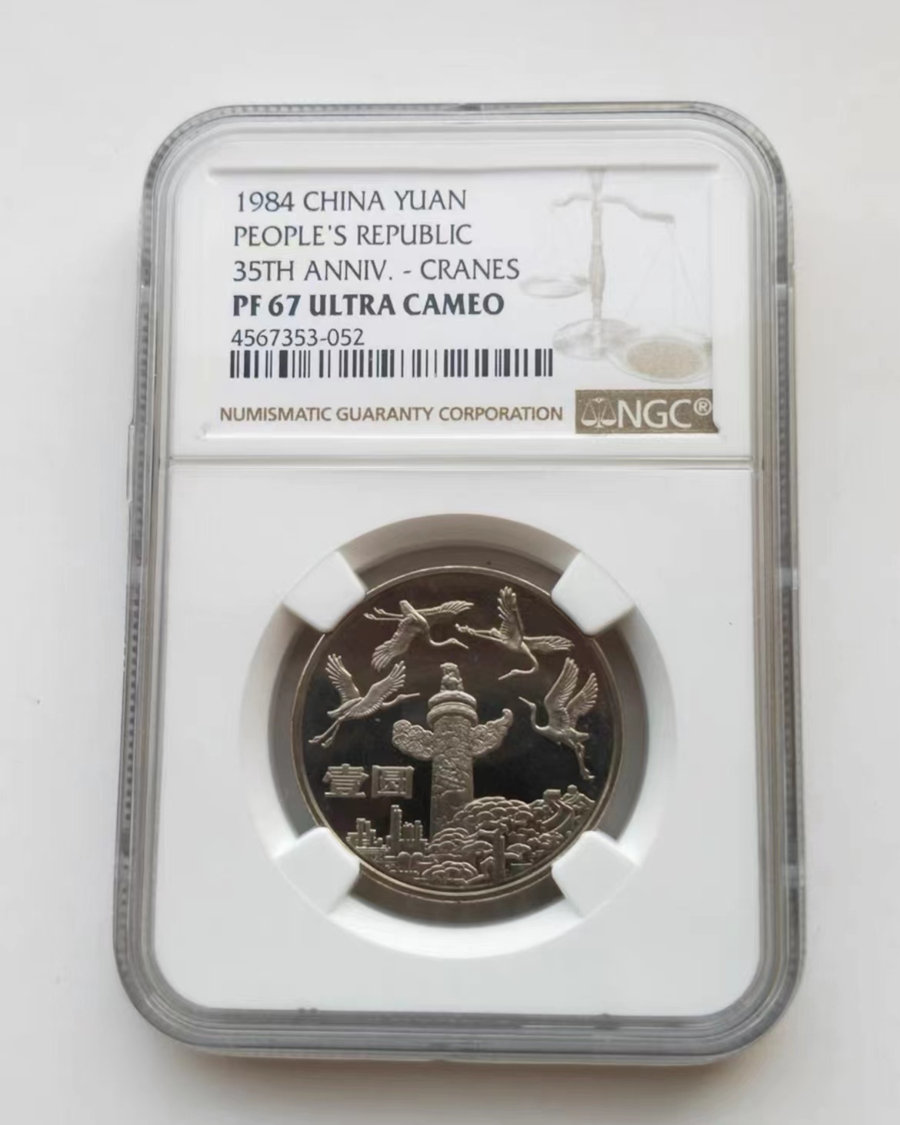 1984 CHINA YUAN
PEOPLE'S REPUBLIC
35TH ANNIV. - CRANES
PF 67 ULTRA CAMEO
4567353-052
NUMISMATIC GUARANTY CORPORATION NGC®
壹圆